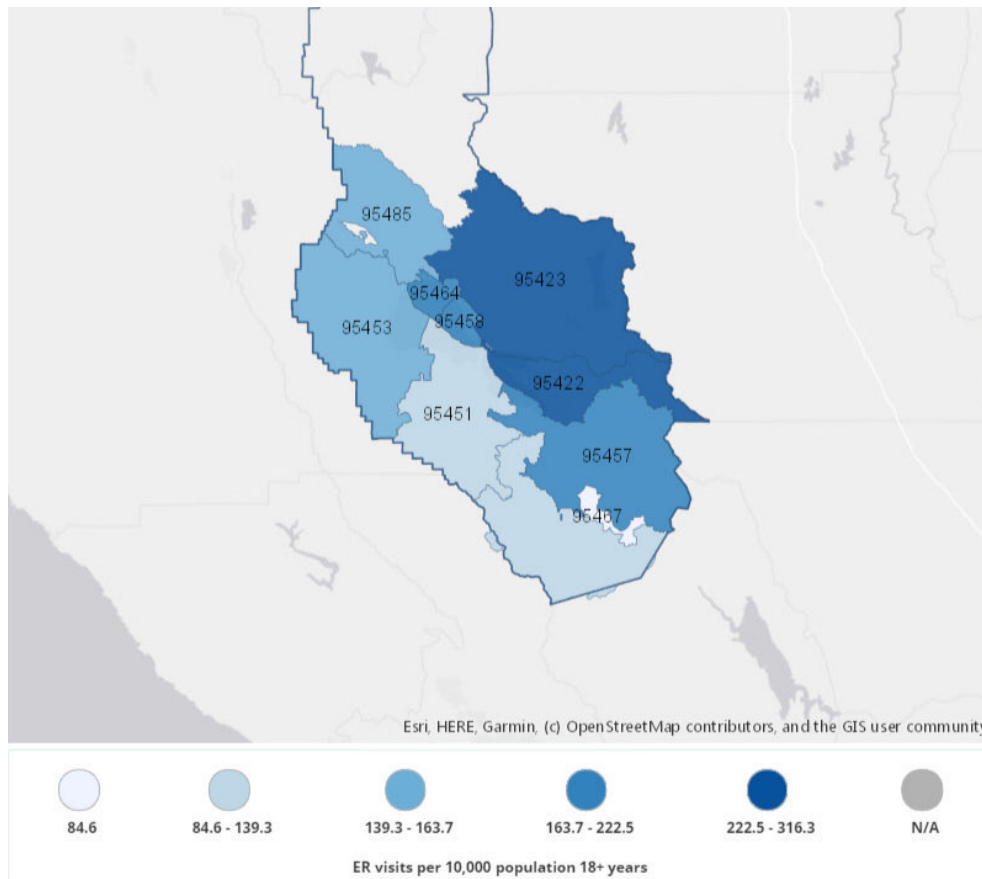 95485
95423
95464
95458
95453
95422
95451
95457
95467
Esri, HERE, Garmin, (c) OpenStreetMap contributors, and the GIS user community
84.6
84.6 - 139.3
139.3 - 163.7
163.7 - 222.5
222.5 - 316.3
N/A
ER visits per 10,000 population 18+ years